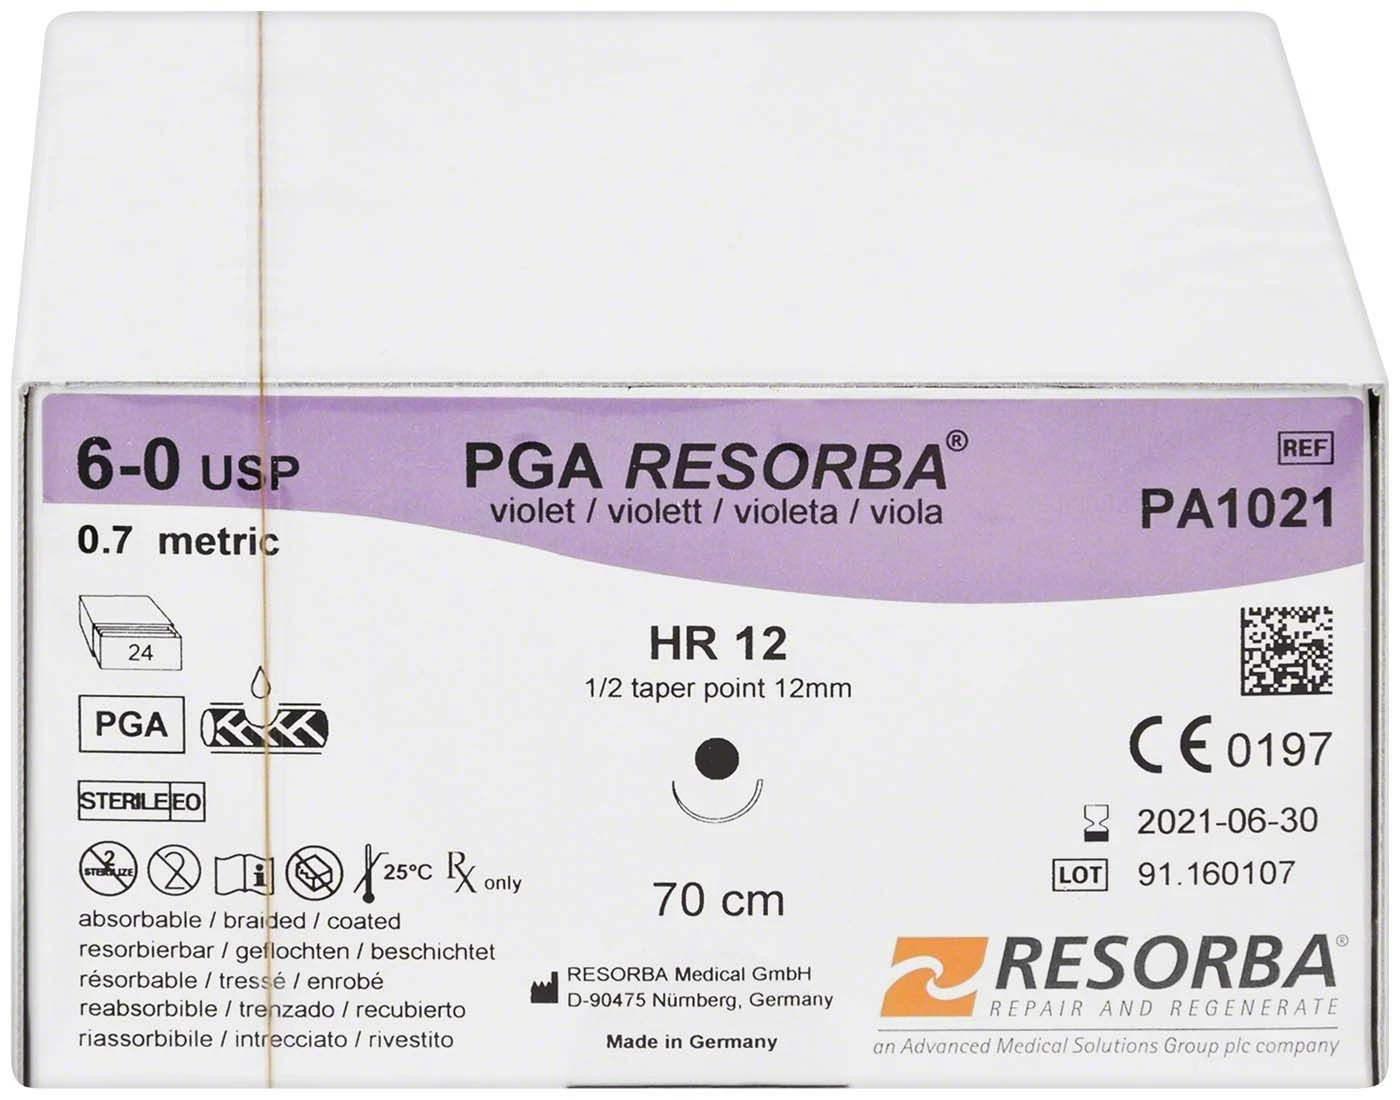 6-0 USP
PGA RESORBA®
violet / violett / violeta / viola
REF
PA1021
0.7 metric
24
PGA
STERILE EO
HR 12
1/2 taper point 12mm
70 cm
CE 0197
2021-06-30
LOT 91.160107
2
STERILIZE
2
i
25°C
Rx only
absorbable / braided / coated
resorbierbar / geflochten / beschichtet
résorbable / tressé / enrobé
reabsorbible / trenzado / recubierto
riassorbibile / intrecciato / rivestito
RESORBA Medical GmbH
D-90475 Nürnberg, Germany
Made in Germany
RESORBA®
REPAIR AND REGENERATE
an Advanced Medical Solutions Group plc company